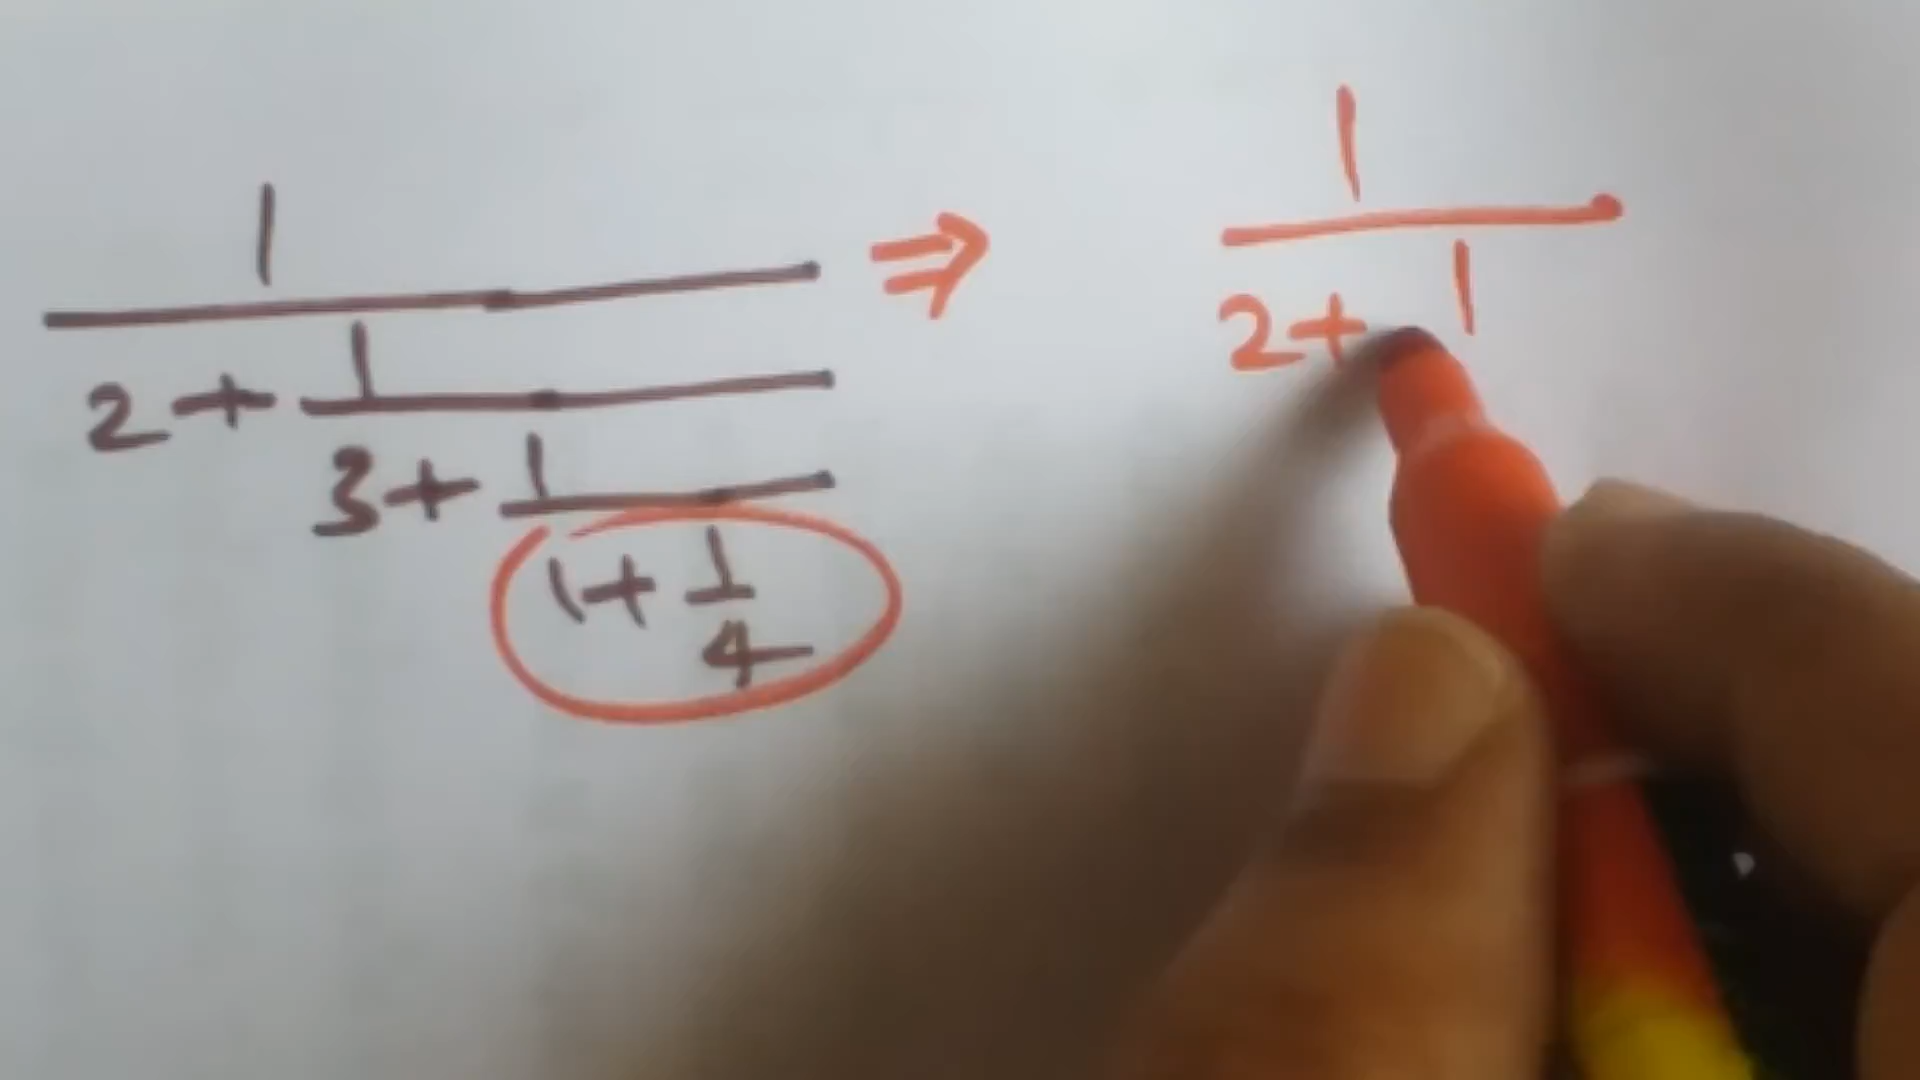 1
2 + 1
3 + 1
1 + 1
4
⇒
1
2 + 1